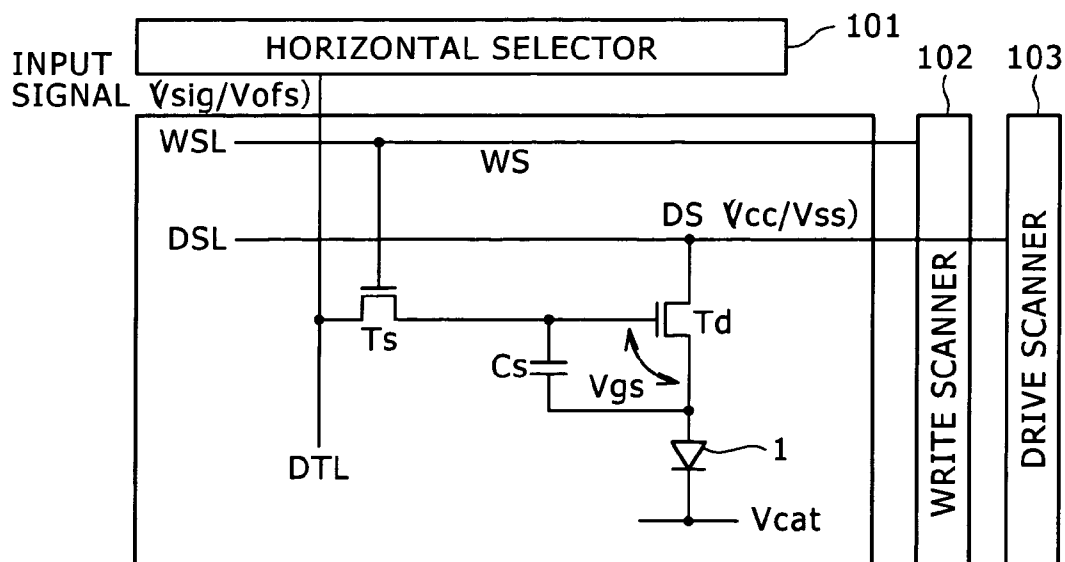 101
HORIZONTAL SELECTOR
INPUT
SIGNAL (Vsig/Vofs)
102
103
WSL
WS
DS (Vcc/Vss)
DSL
Ts
Td
Cs
Vgs
DTL
1
Vcat
WRITE SCANNER
DRIVE SCANNER